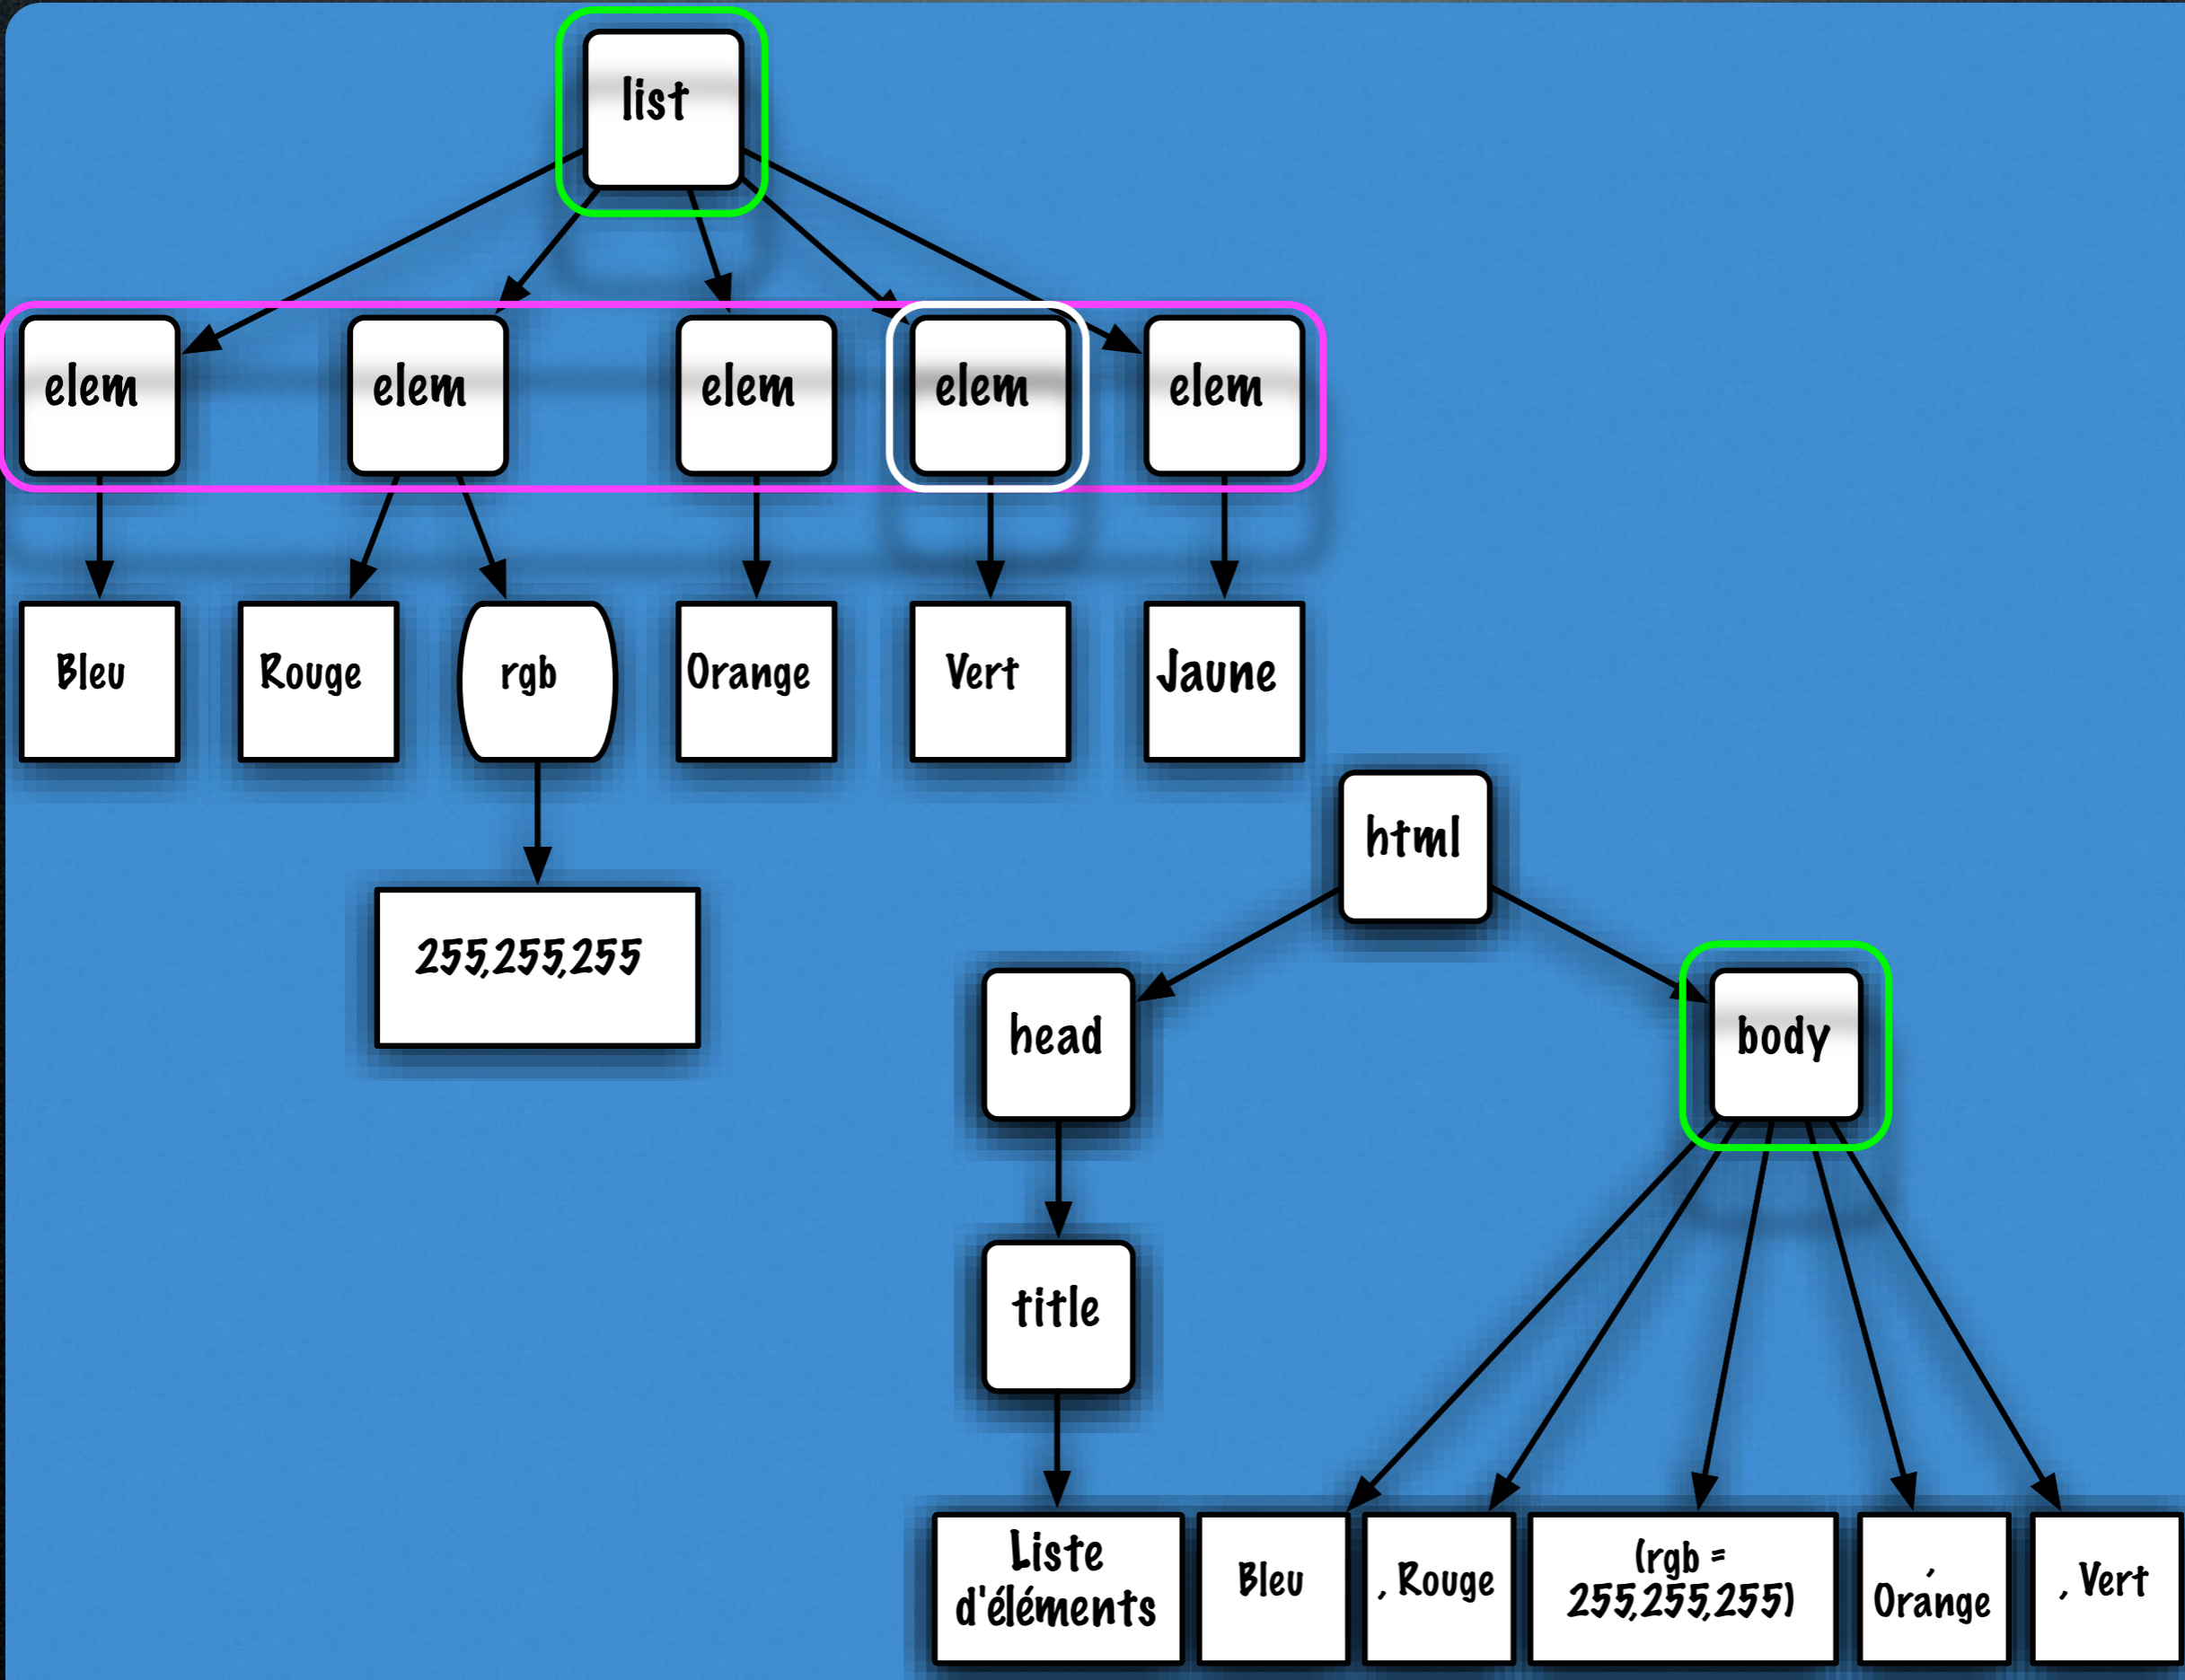 list
elem elem elem elem elem
Bleu Rouge rgb Orange Vert Jaune
255,255,255
html
head body
title
Liste
d'éléments
Bleu
, Rouge
(rgb =
255,255,255)
,
Orange
, Vert